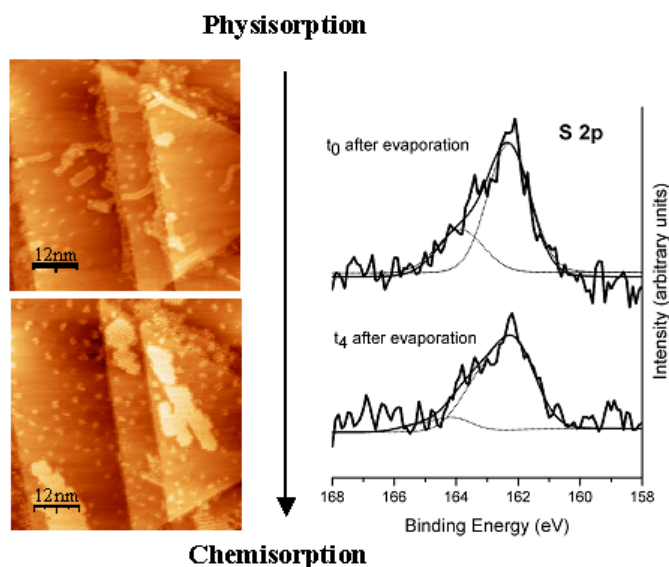 Physisorption
12nm
12nm
S 2p
t0 after evaporation
t4 after evaporation
Intensity (arbitrary units)
168 166 164 162 160 158
Binding Energy (eV)
Chemisorption